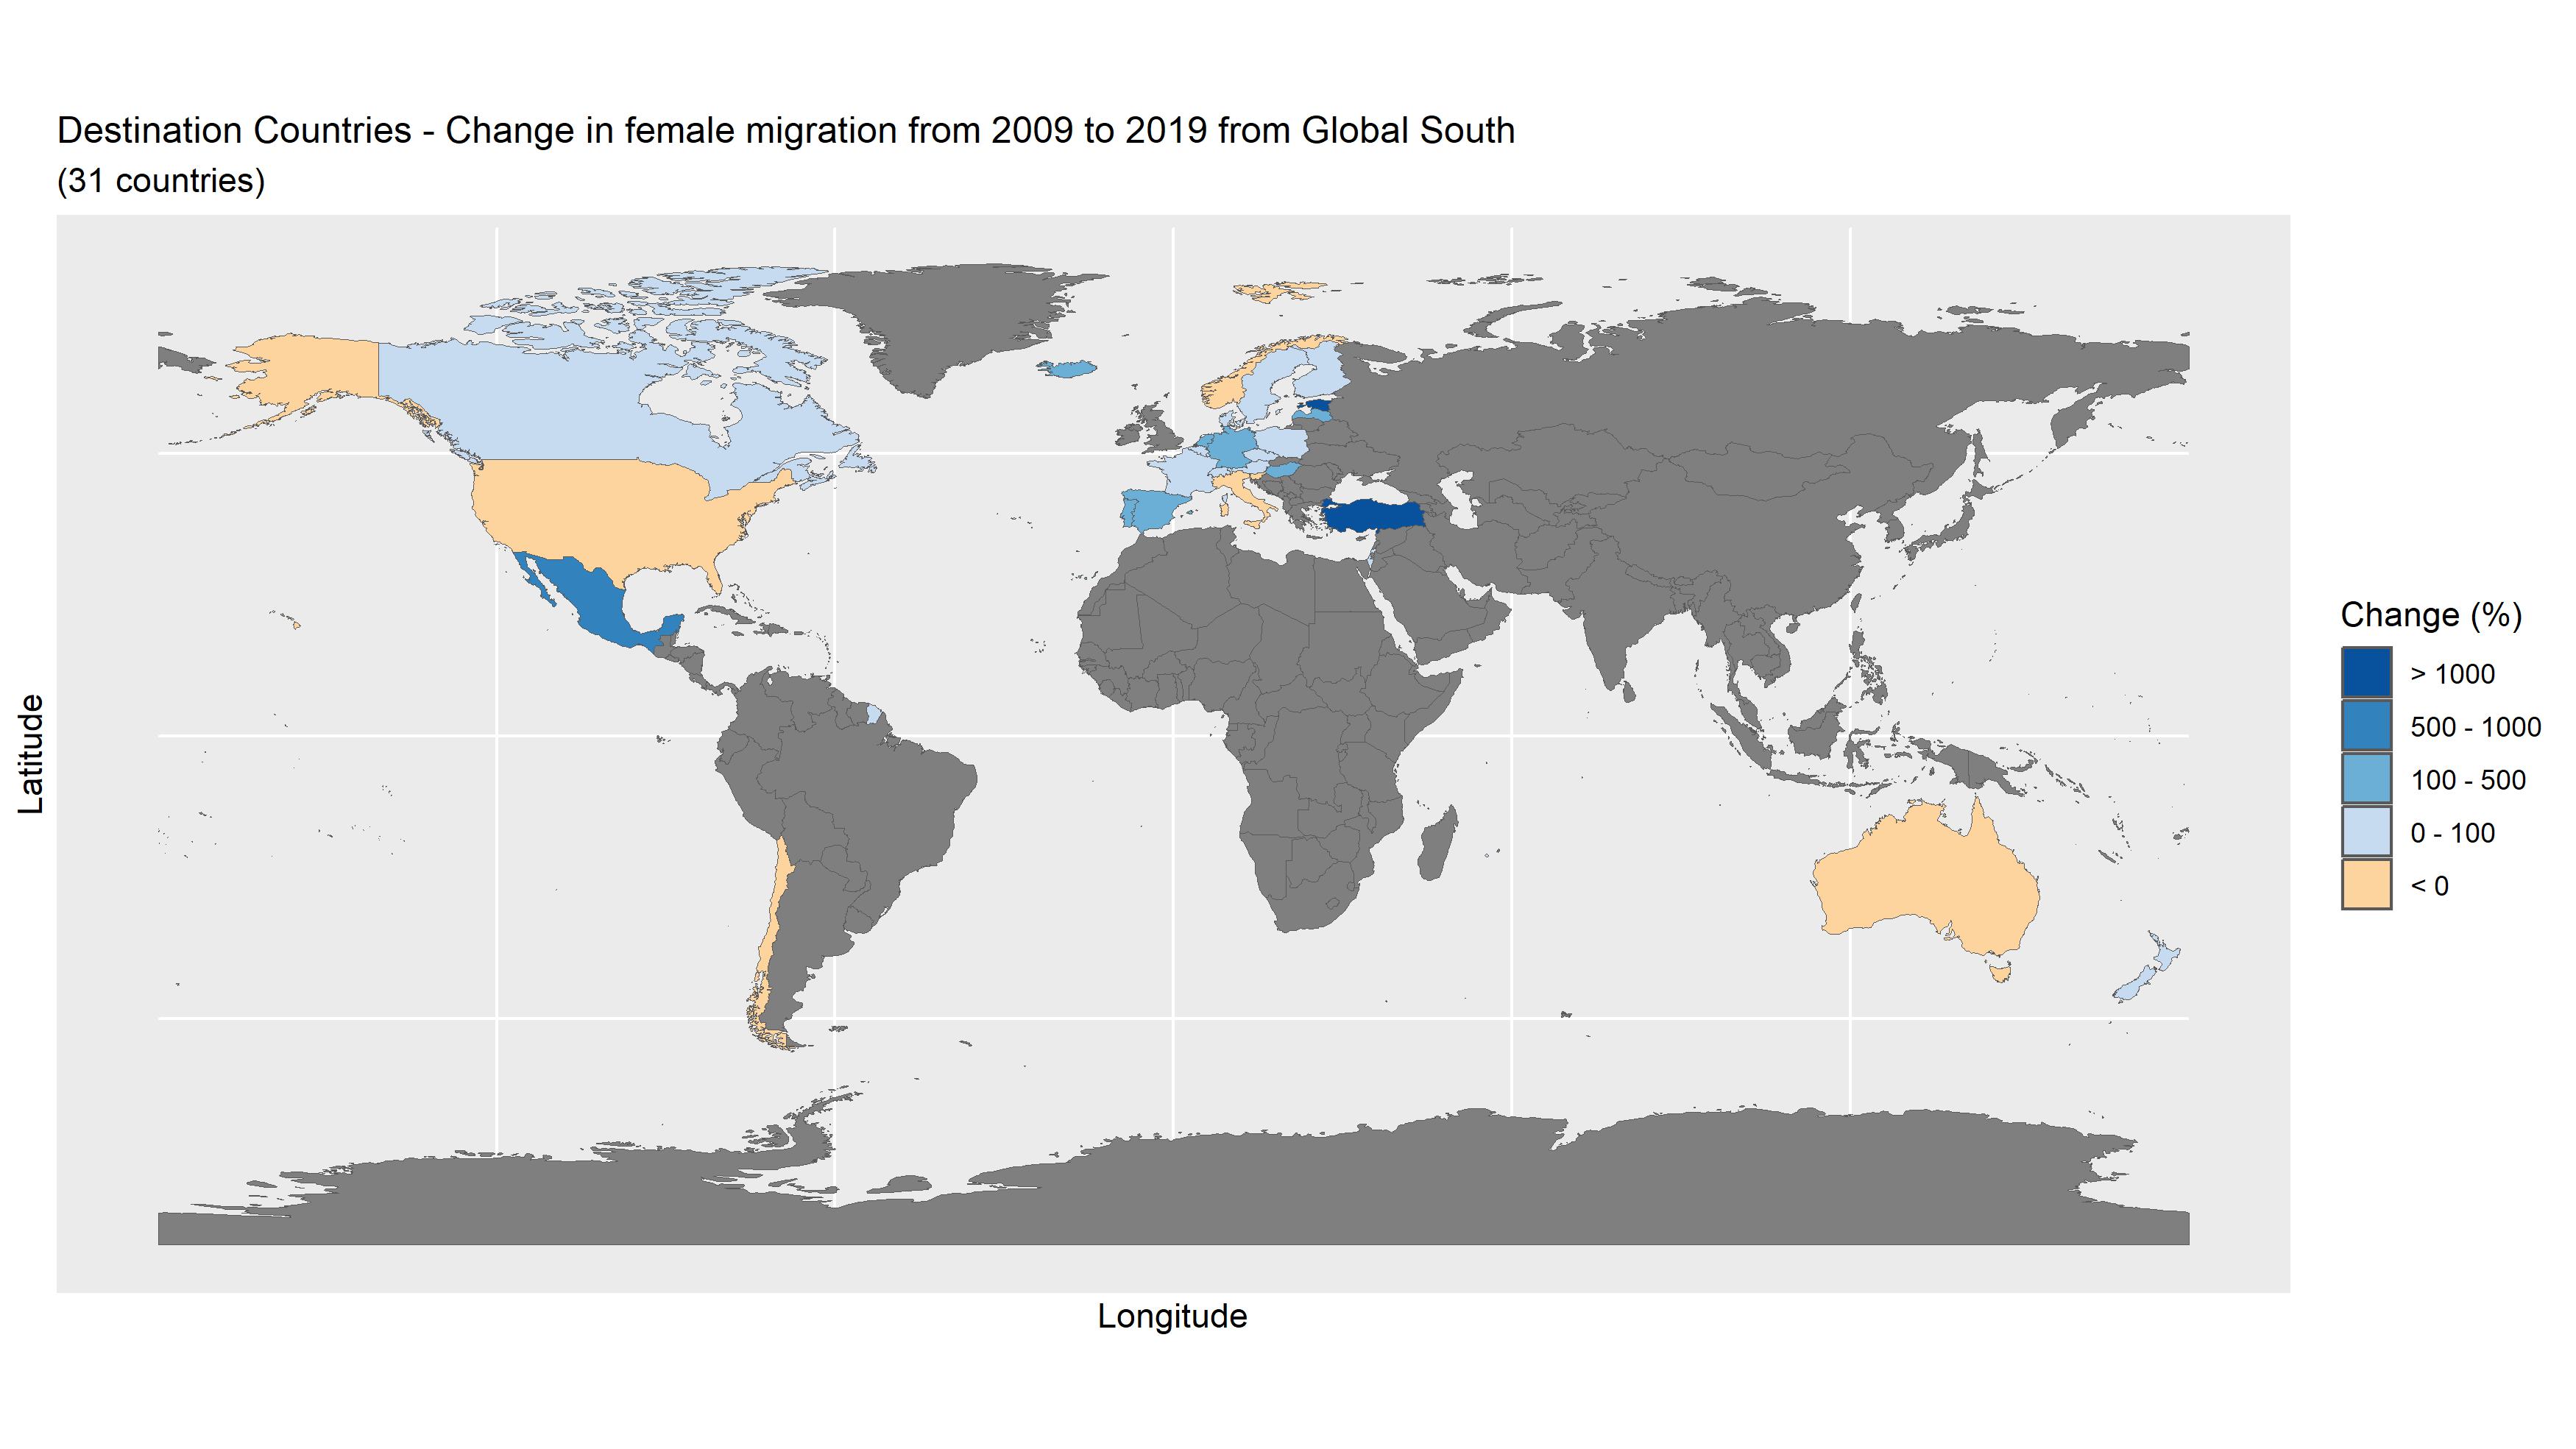 Destination Countries - Change in female migration from 2009 to 2019 from Global South
(31 countries)
Latitude
Longitude
Change (%)
> 1000
500 - 1000
100 - 500
0 - 100
< 0